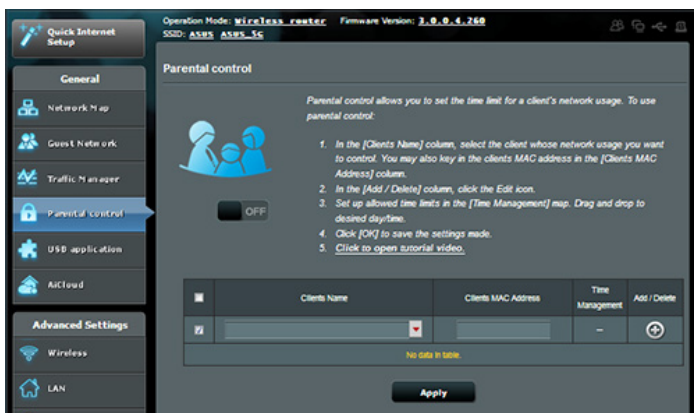 Quick Internet
Setup
General
Network Map
Guest Network
Traffic Manager
Parental control
USB application
AiCloud
Advanced Settings
Wireless
LAN
Operation Mode: Wireless router Firmware Version: 3.0.0.4.260
SSID: ASUS ASUS_5G
Parental control
Parental control allows you to set the time limit for a client's network usage. To use
parental control:
1. In the [Clients Name] column, select the client whose network usage you want
to control. You may also key in the clients MAC address in the [Clients MAC
Address] column.
2. In the [Add / Delete] column, click the Edit icon.
3. Set up allowed time limits in the [Time Management] map. Drag and drop to
desired day/time.
4. Click [OK] to save the settings made.
5. Click to open tutorial video.
OFF
Clients Name Clients MAC Address Time Management Add / Delete
–
No data in table.
Apply